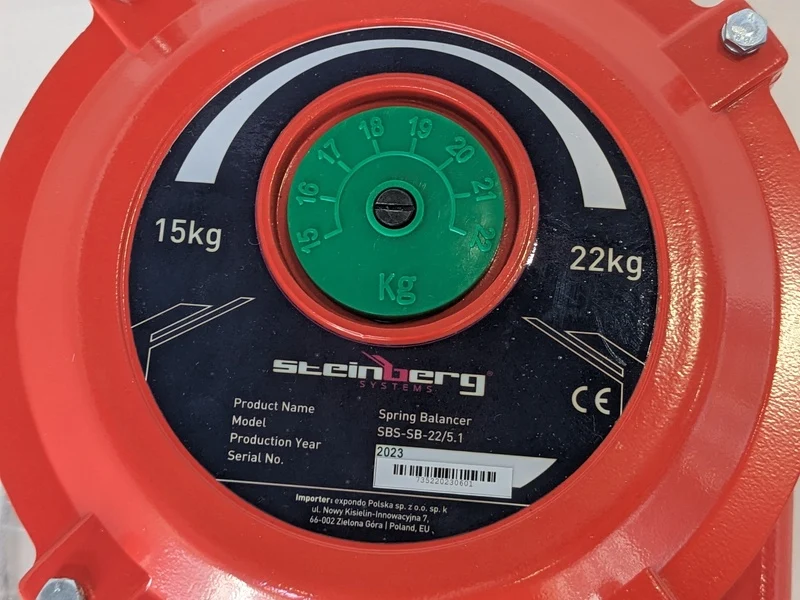 15 16 17 18 19 20 21 22
Kg
15kg
22kg
steinberg
SYSTEMS
CE
Product Name Spring Balancer
Model SBS-SB-22/5.1
Production Year 2023
Serial No. 735220230601
Importer: expondo Polska sp. z o.o. sp. k
ul. Nowy Kisielin-Innowacyjna 7,
66-002 Zielona Góra | Poland, EU